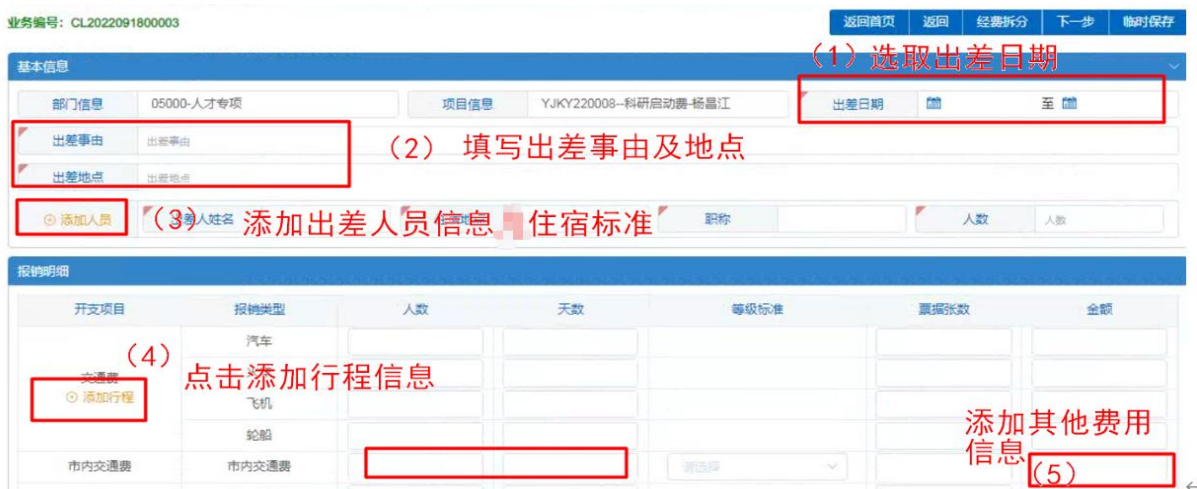 业务编号：CL2022091800003
返回首页 返回 经费拆分 下一步 临时保存
基本信息
（1）选取出差日期
部门信息 05000-人才专项 项目信息 YJKY220008--科研启动费-杨昌江 出差日期 至
出差事由 出差事由
（2） 填写出差事由及地点
出差地点 出差地点
添加人员 （3） 人姓名 职称 人数 人数
添加出差人员信息 住宿标准
报销明细
开支项目 报销类型 人数 天数 等级标准 票据张数 金额
汽车
（4）
交通费
点击添加行程信息
添加行程 飞机
轮船
添加其他费用
信息
市内交通费 市内交通费 请选择
（5）